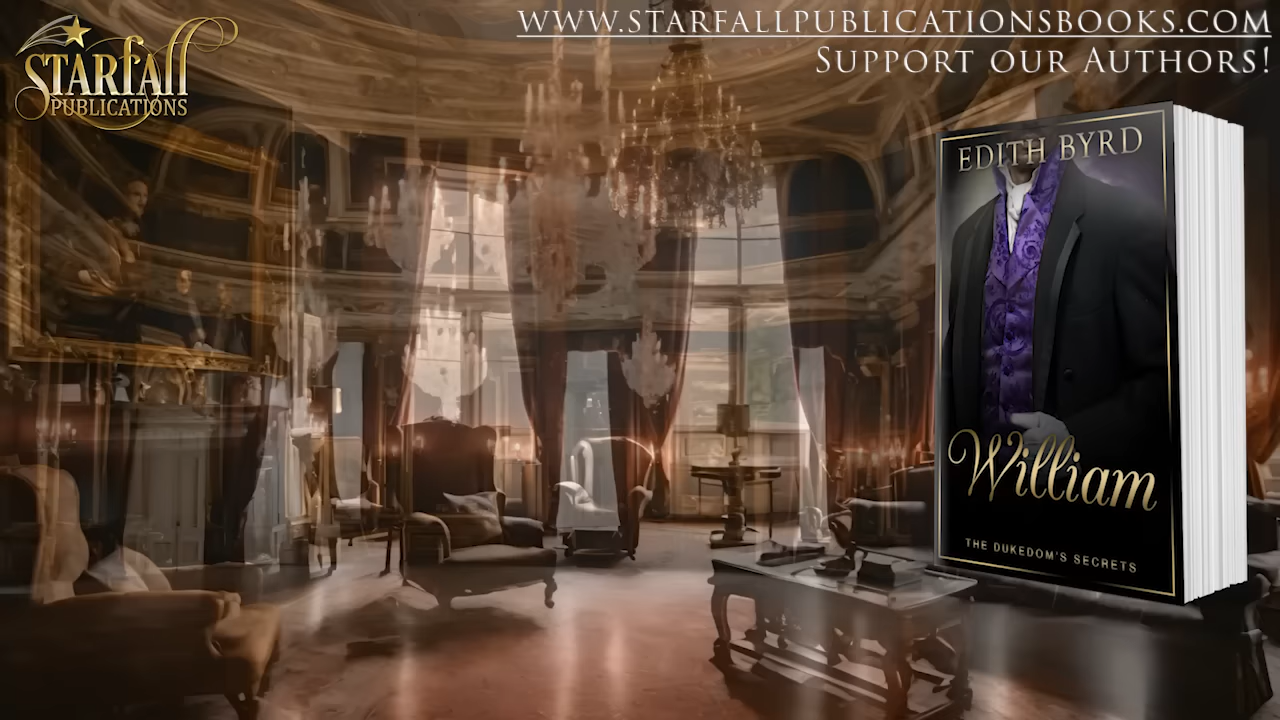 STARfall
PUBLICATIONS
WWW.STARFALLPUBLICATIONSBOOKS.COM
SUPPORT OUR AUTHORS!
EDITH BYRD
William
THE DUKEDOM'S SECRETS